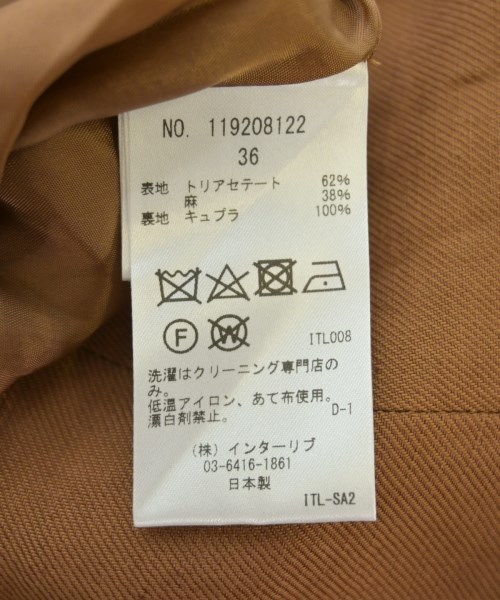 NO. 119208122
36
表地 トリアセテート 62%
麻 38%
裏地 キュプラ 100%
F W ITL008
洗濯はクリーニング専門店の
み。
低温アイロン、あて布使用。
漂白剤禁止。 D-1
(株) インターリブ
03-6416-1861
日本製
ITL-SA2